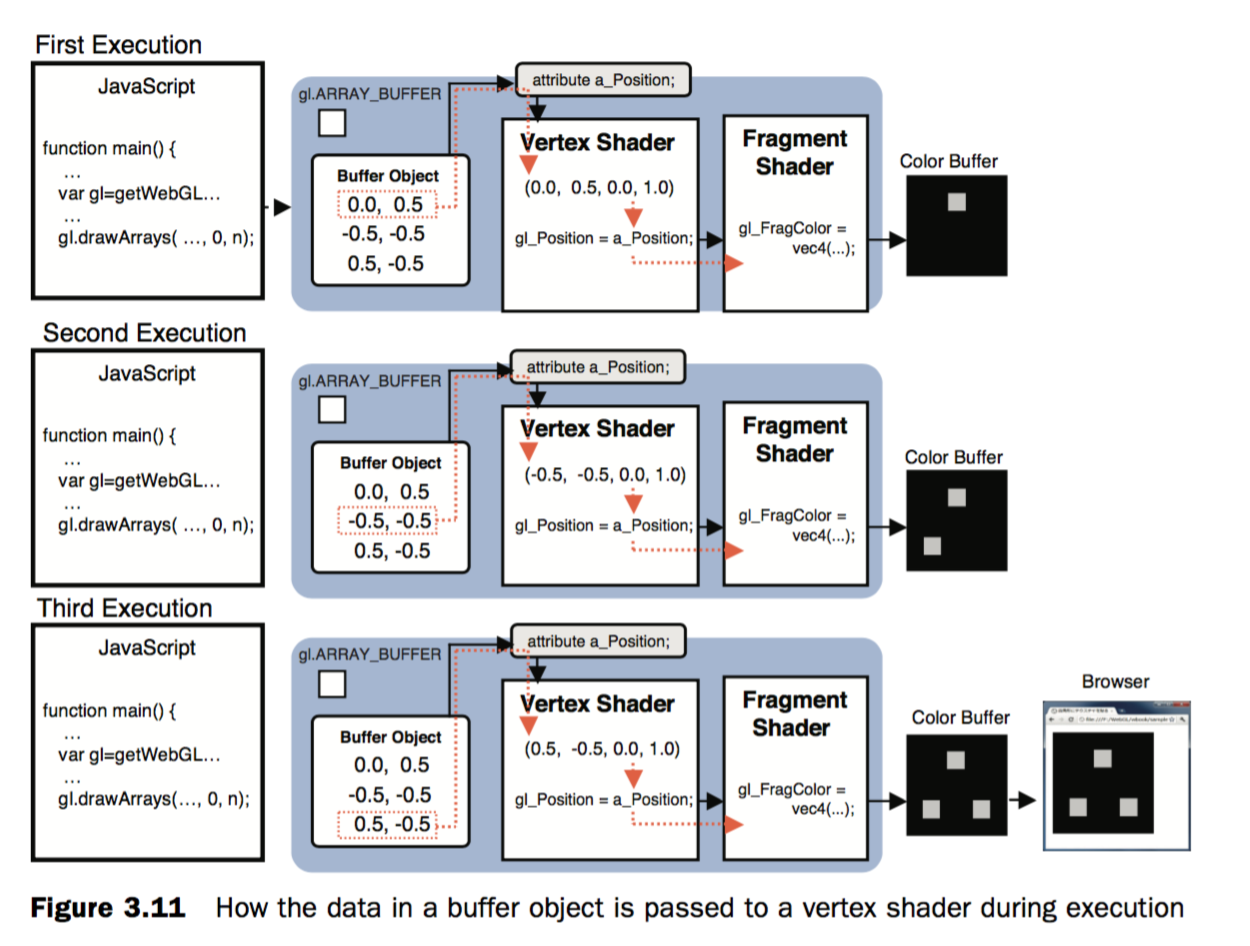 First Execution
JavaScript
function main() {
...
var gl=getWebGL...
...
gl.drawArrays( ..., 0, n);
gl.ARRAY_BUFFER
Buffer Object
0.0, 0.5
-0.5, -0.5
0.5, -0.5
attribute a_Position;
Vertex Shader
(0.0, 0.5, 0.0, 1.0)
gl_Position = a_Position;
Fragment
Shader
gl_FragColor =
vec4(...);
Color Buffer
Second Execution
JavaScript
function main() {
...
var gl=getWebGL...
...
gl.drawArrays( ..., 0, n);
gl.ARRAY_BUFFER
Buffer Object
0.0, 0.5
-0.5, -0.5
0.5, -0.5
attribute a_Position;
Vertex Shader
(-0.5, -0.5, 0.0, 1.0)
gl_Position = a_Position;
Fragment
Shader
gl_FragColor =
vec4(...);
Color Buffer
Third Execution
JavaScript
function main() {
...
var gl=getWebGL...
...
gl.drawArrays(..., 0, n);
gl.ARRAY_BUFFER
Buffer Object
0.0, 0.5
-0.5, -0.5
0.5, -0.5
attribute a_Position;
Vertex Shader
(0.5, -0.5, 0.0, 1.0)
gl_Position = a_Position;
Fragment
Shader
gl_FragColor =
vec4(...);
Color Buffer
Browser
Figure 3.11 How the data in a buffer object is passed to a vertex shader during execution